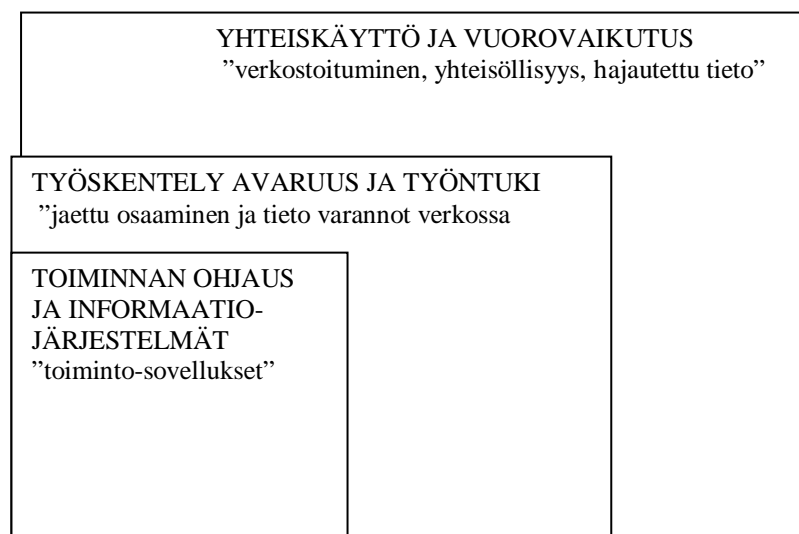 YHTEISKÄYTTÖ JA VUOROVAIKUTUS
”verkostoituminen, yhteisöllisyys, hajautettu tieto”
TYÖSKENTELY AVARUUS JA TYÖNTUKI
”jaettu osaaminen ja tieto varannot verkossa
TOIMINNAN OHJAUS
JA INFORMAATIO-
JÄRJESTELMÄT
”toiminto-sovellukset”